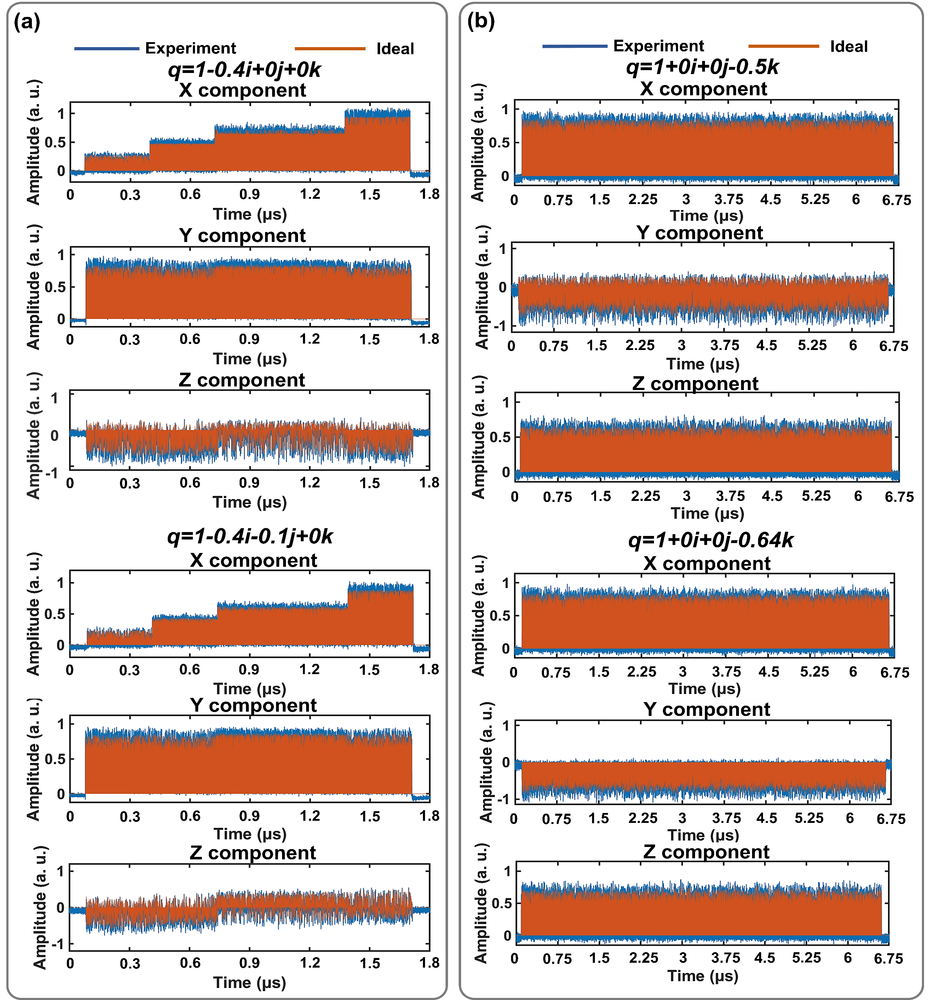 (a)
Experiment Ideal
q=1-0.4i+0j+0k
X component
Amplitude (a. u.)
1
0.5
0
0 0.3 0.6 0.9 1.2 1.5 1.8
Time (μs)
Y component
Amplitude (a. u.)
1
0.5
0
0 0.3 0.6 0.9 1.2 1.5 1.8
Time (μs)
Z component
Amplitude (a. u.)
1
0
-1
0 0.3 0.6 0.9 1.2 1.5 1.8
Time (μs)
q=1-0.4i-0.1j+0k
X component
Amplitude (a. u.)
1
0.5
0
0 0.3 0.6 0.9 1.2 1.5 1.8
Time (μs)
Y component
Amplitude (a. u.)
1
0.5
0
0 0.3 0.6 0.9 1.2 1.5 1.8
Time (μs)
Z component
Amplitude (a. u.)
1
0
-1
0 0.3 0.6 0.9 1.2 1.5 1.8
Time (μs)
(b)
Experiment Ideal
q=1+0i+0j-0.5k
X component
Amplitude (a. u.)
1
0.5
0
0 0.75 1.5 2.25 3 3.75 4.5 5.25 6 6.75
Time (μs)
Y component
Amplitude (a. u.)
1
0
-1
0 0.75 1.5 2.25 3 3.75 4.5 5.25 6 6.75
Time (μs)
Z component
Amplitude (a. u.)
1
0.5
0
0 0.75 1.5 2.25 3 3.75 4.5 5.25 6 6.75
Time (μs)
q=1+0i+0j-0.64k
X component
Amplitude (a. u.)
1
0.5
0
0 0.75 1.5 2.25 3 3.75 4.5 5.25 6 6.75
Time (μs)
Y component
Amplitude (a. u.)
1
0
-1
0 0.75 1.5 2.25 3 3.75 4.5 5.25 6 6.75
Time (μs)
Z component
Amplitude (a. u.)
1
0.5
0
0 0.75 1.5 2.25 3 3.75 4.5 5.25 6 6.75
Time (μs)